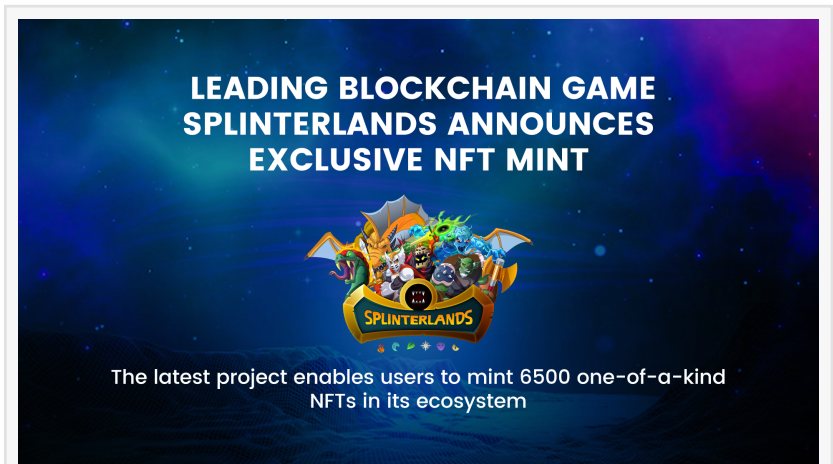 LEADING BLOCKCHAIN GAME
SPLINTERLANDS ANNOUNCES
EXCLUSIVE NFT MINT
SPLINTERLANDS
The latest project enables users to mint 6500 one-of-a-kind
NFTs in its ecosystem